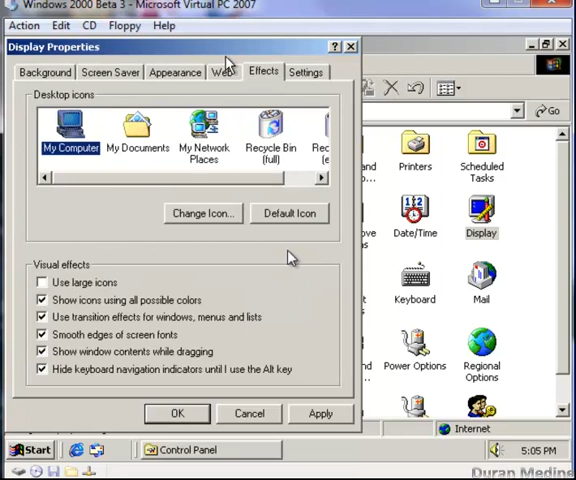 Windows 2000 Beta 3 - Microsoft Virtual PC 2007
Action Edit CD Floppy Help
Display Properties
Background Screen Saver Appearance Web Effects Settings
Desktop icons
My Computer
My Documents
My Network
Places
Recycle Bin
(full)
Change Icon...
Default Icon
Visual effects
Use large icons
Show icons using all possible colors
Use transition effects for windows, menus and lists
Smooth edges of screen fonts
Show window contents while dragging
Hide keyboard navigation indicators until I use the Alt key
OK Cancel Apply
Go
Printers
Scheduled
Tasks
Date/Time
Display
Keyboard
Mail
Power Options
Regional
Options
Internet
Start
Control Panel
5:05 PM
Duran Medina